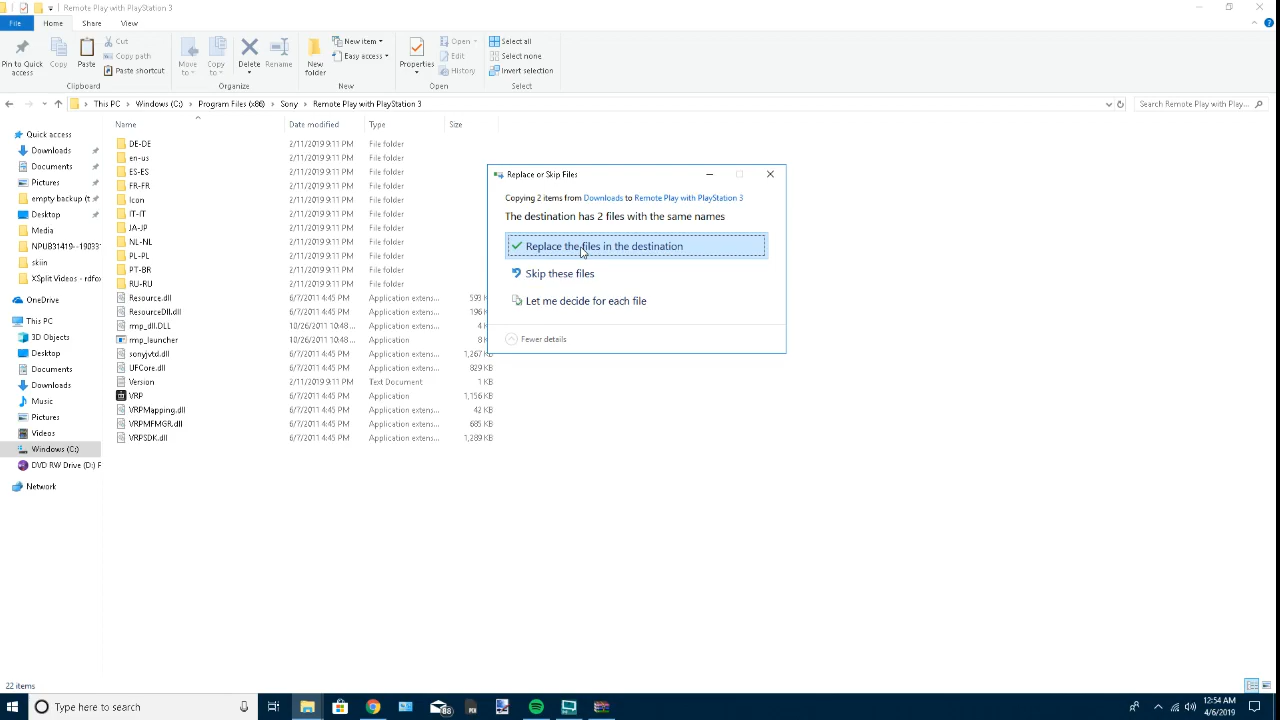 Remote Play with PlayStation 3
File Home Share View
Pin to Quick access
Copy
Paste
Cut
Copy path
Paste shortcut
Clipboard
Move to
Copy to
Delete
Rename
Organize
New folder
New item
Easy access
New
Properties
Open
Edit
History
Open
Select all
Select none
Invert selection
Select
This PC Windows (C:) Program Files (x86) Sony Remote Play with PlayStation 3
Search Remote Play with Play...
Quick access
Downloads
Documents
Pictures
empty backup (t
Desktop
Media
NPUB31419--19033
skiin
XSplit Videos - rdfox
OneDrive
This PC
3D Objects
Desktop
Documents
Downloads
Music
Pictures
Videos
Windows (C:)
DVD RW Drive (D:) F
Network
Name Date modified Type Size
DE-DE 2/11/2019 9:11 PM File folder
en-us 2/11/2019 9:11 PM File folder
ES-ES 2/11/2019 9:11 PM File folder
FR-FR 2/11/2019 9:11 PM File folder
Icon 2/11/2019 9:11 PM File folder
IT-IT 2/11/2019 9:11 PM File folder
JA-JP 2/11/2019 9:11 PM File folder
NL-NL 2/11/2019 9:11 PM File folder
PL-PL 2/11/2019 9:11 PM File folder
PT-BR 2/11/2019 9:11 PM File folder
RU-RU 2/11/2019 9:11 PM File folder
Resource.dll 6/7/2011 4:45 PM Application extens... 593 K
ResourceDll.dll 6/7/2011 4:45 PM Application extens... 196 K
rmp_dll.DLL 10/26/2011 10:48 ... Application extens... 4 K
rmp_launcher 10/26/2011 10:48 ... Application 8 K
sonyjvtd.dll 6/7/2011 4:45 PM Application extens... 1,267 KB
UFCore.dll 6/7/2011 4:45 PM Application extens... 829 KB
Version 2/11/2019 9:11 PM Text Document 1 KB
VRP 6/7/2011 4:45 PM Application 1,156 KB
VRPMapping.dll 6/7/2011 4:45 PM Application extens... 42 KB
VRPMFMGR.dll 6/7/2011 4:45 PM Application extens... 685 KB
VRPSDK.dll 6/7/2011 4:45 PM Application extens... 1,289 KB
Replace or Skip Files
Copying 2 items from Downloads to Remote Play with PlayStation 3
The destination has 2 files with the same names
Replace the files in the destination
Skip these files
Let me decide for each file
Fewer details
22 items
Type here to search
88
12:54 AM
4/6/2019